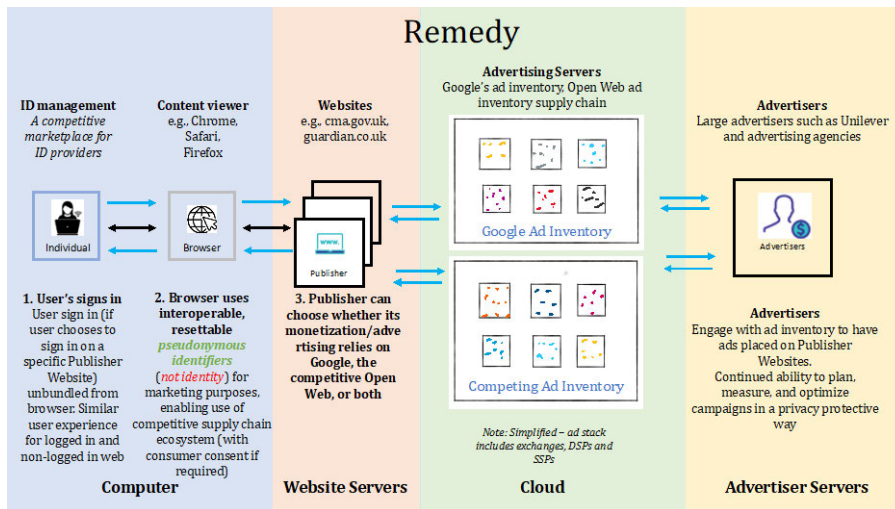 Remedy
ID management
A competitive
marketplace for
ID providers
Individual
1. User's signs in
User sign in (if
user chooses to
sign in on a
specific Publisher
Website)
unbundled from
browser. Similar
user experience
for logged in and
non-logged in web
Content viewer
e.g., Chrome,
Safari,
Firefox
Browser
2. Browser uses
interoperable,
resettable
pseudonymous
identifiers
(not identity) for
marketing purposes,
enabling use of
competitive supply chain
ecosystem (with
consumer consent if
required)
Computer
Websites
e.g., cma.gov.uk,
guardian.co.uk
www.
Publisher
3. Publisher can
choose whether its
monetization/adve
rtising relies on
Google, the
competitive Open
Web, or both
Website Servers
Advertising Servers
Google's ad inventory, Open Web ad
inventory supply chain
Google Ad Inventory
Competing Ad Inventory
Note: Simplified – ad stack
includes exchanges, DSPs and
SSPs
Cloud
Advertisers
Large advertisers such as Unilever
and advertising agencies
$
Advertisers
Advertisers
Engage with ad inventory to have
ads placed on Publisher
Websites.
Continued ability to plan,
measure, and optimize
campaigns in a privacy protective
way
Advertiser Servers